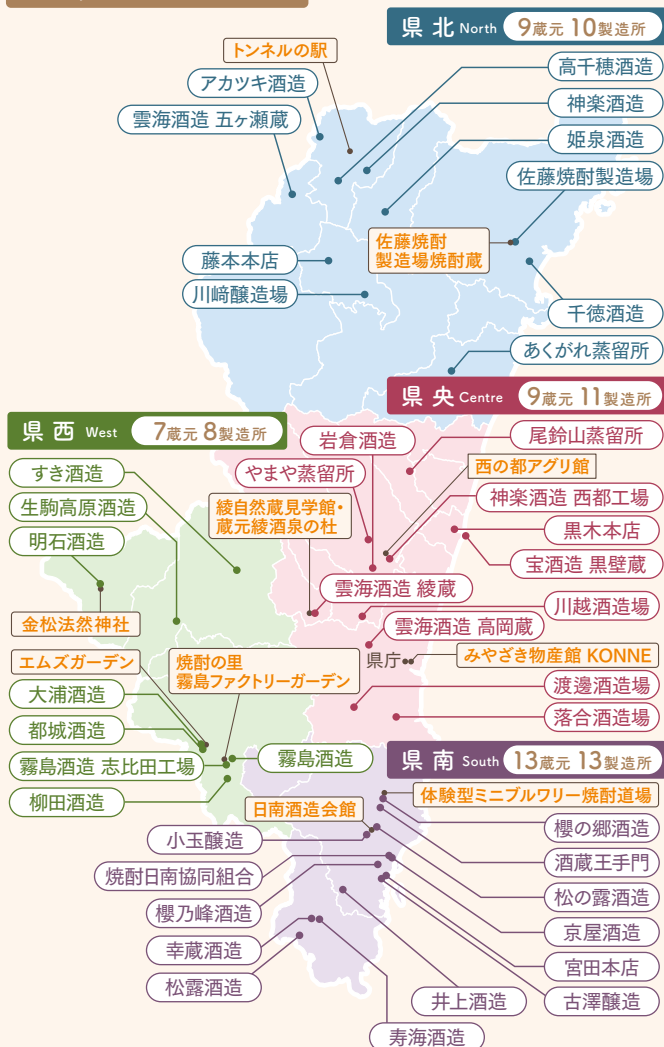 県北 North 9蔵元 10製造所
トンネルの駅
アカツキ酒造
高千穂酒造
雲海酒造 五ヶ瀬蔵
神楽酒造
姫泉酒造
佐藤焼酎製造場
佐藤焼酎
製造場焼酎蔵
藤本本店
川﨑醸造場
千徳酒造
あくがれ蒸留所
県央 Centre 9蔵元 11製造所
県西 West 7蔵元 8製造所
岩倉酒造
尾鈴山蒸留所
すき酒造
やまや蒸留所
西の都アグリ館
生駒高原酒造
綾自然蔵見学館・
蔵元綾酒泉の杜
神楽酒造 西都工場
明石酒造
黒木本店
宝酒造 黒壁蔵
雲海酒造 綾蔵
川越酒造場
金松法然神社
雲海酒造 高岡蔵
エムズガーデン
焼酎の里
霧島ファクトリーガーデン
県庁
みやざき物産館 KONNE
大浦酒造
渡邊酒造場
都城酒造
落合酒造場
霧島酒造 志比田工場
霧島酒造
県南 South 13蔵元 13製造所
柳田酒造
日南酒造会館
体験型ミニブルワリー焼酎道場
小玉醸造
櫻の郷酒造
焼酎日南協同組合
酒蔵王手門
櫻乃峰酒造
松の露酒造
幸蔵酒造
京屋酒造
松露酒造
宮田本店
井上酒造
古澤醸造
寿海酒造